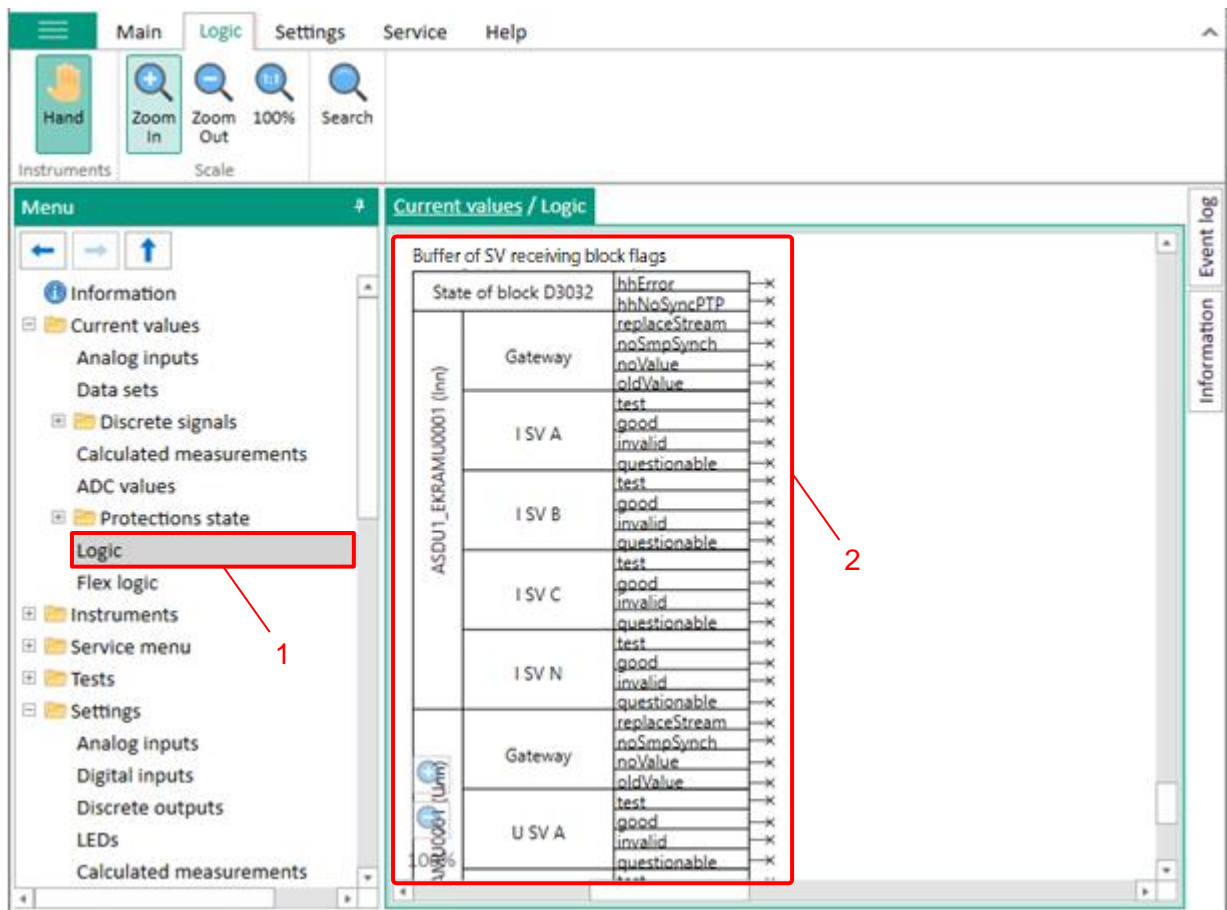 Main Logic Settings Service Help
Hand
Zoom In
Zoom Out
100%
Search
Instruments
Scale
Menu
Information
Current values
Analog inputs
Data sets
Discrete signals
Calculated measurements
ADC values
Protections state
Logic
Flex logic
Instruments
Service menu
Tests
Settings
Analog inputs
Digital inputs
Discrete outputs
LEDs
Calculated measurements
1
Current values / Logic
Buffer of SV receiving block flags
State of block D3032
hhError
hhNoSyncPTP
ASDU1_EKRAMU0001 (Inn)
Gateway
replaceStream
noSmpSynch
noValue
oldValue
I SV A
test
good
invalid
questionable
I SV B
test
good
invalid
questionable
I SV C
test
good
invalid
questionable
I SV N
test
good
invalid
questionable
Gateway
replaceStream
noSmpSynch
noValue
oldValue
U SV A
test
good
invalid
questionable
100%
2
Event log
Information